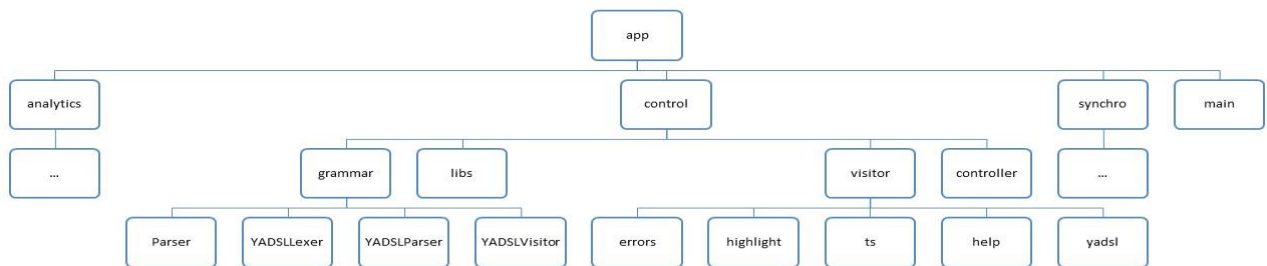 app
analytics
control
synchro
main
...
grammar
libs
visitor
controller
...
Parser
YADSLLexer
YADSLParser
YADSLVisitor
errors
highlight
ts
help
yadsl